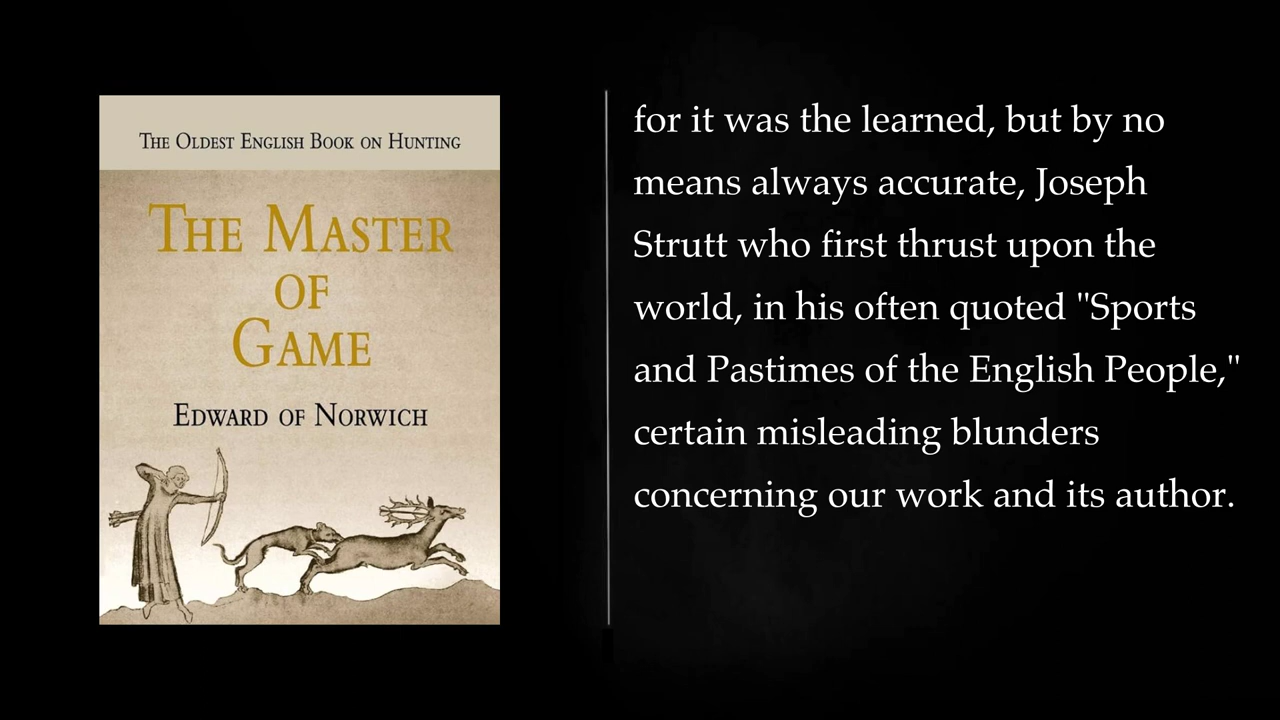 The Oldest English Book on Hunting
The Master
of
Game
Edward of Norwich
for it was the learned, but by no
means always accurate, Joseph
Strutt who first thrust upon the
world, in his often quoted "Sports
and Pastimes of the English People,"
certain misleading blunders
concerning our work and its author.